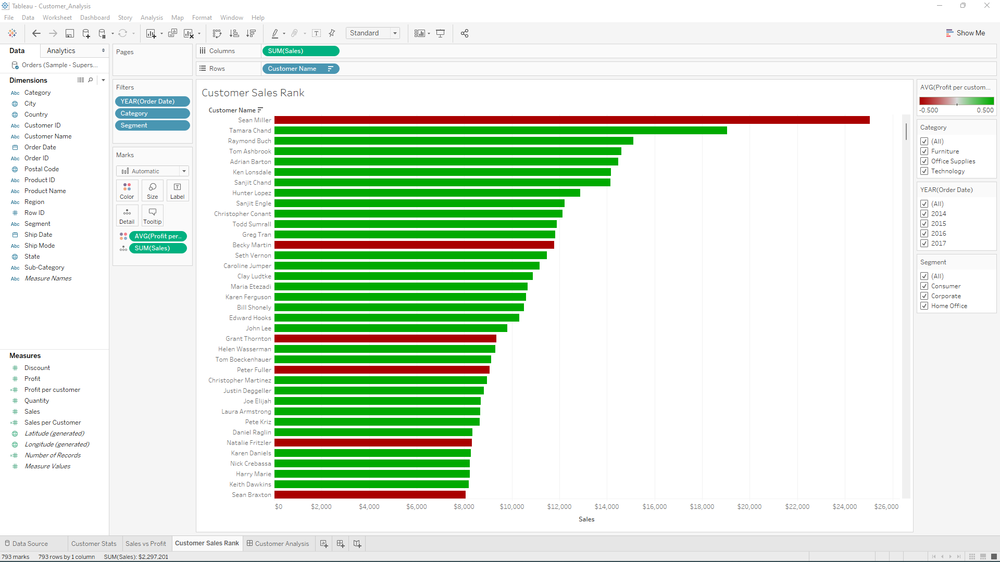 Tableau - Customer_Analysis
File Data Worksheet Dashboard Story Analysis Map Format Window Help
Standard
Show Me
Data Analytics
Orders (Sample - Supers...
Dimensions
Abc Category
City
Country
Abc Customer ID
Abc Customer Name
Order Date
Abc Order ID
Postal Code
Abc Product ID
Abc Product Name
Abc Region
Row ID
Abc Segment
Ship Date
Abc Ship Mode
State
Abc Sub-Category
Abc Measure Names
Measures
Discount
Profit
Profit per customer
Quantity
Sales
Sales per Customer
Latitude (generated)
Longitude (generated)
Number of Records
Measure Values
Pages
Filters
YEAR(Order Date)
Category
Segment
Marks
Automatic
Color Size Label
Detail Tooltip
AVG(Profit per..
SUM(Sales)
Columns SUM(Sales)
Rows Customer Name
Customer Sales Rank
Customer Name
Sean Miller
Tamara Chand
Raymond Buch
Tom Ashbrook
Adrian Barton
Ken Lonsdale
Sanjit Chand
Hunter Lopez
Sanjit Engle
Christopher Conant
Todd Sumrall
Greg Tran
Becky Martin
Seth Vernon
Caroline Jumper
Clay Ludtke
Maria Etezadi
Karen Ferguson
Bill Shonely
Edward Hooks
John Lee
Grant Thornton
Helen Wasserman
Tom Boeckenhauer
Peter Fuller
Christopher Martinez
Justin Deggeller
Joe Elijah
Laura Armstrong
Pete Kriz
Daniel Raglin
Natalie Fritzler
Karen Daniels
Nick Crebassa
Harry Marie
Keith Dawkins
Sean Braxton
$0 $2,000 $4,000 $6,000 $8,000 $10,000 $12,000 $14,000 $16,000 $18,000 $20,000 $22,000 $24,000 $26,000
Sales
AVG(Profit per custom...
-0.500 0.500
Category
(All)
Furniture
Office Supplies
Technology
YEAR(Order Date)
(All)
2014
2015
2016
2017
Segment
(All)
Consumer
Corporate
Home Office
Data Source Customer Stats Sales vs Profit Customer Sales Rank Customer Analysis
793 marks 793 rows by 1 column SUM(Sales): $2,297,201